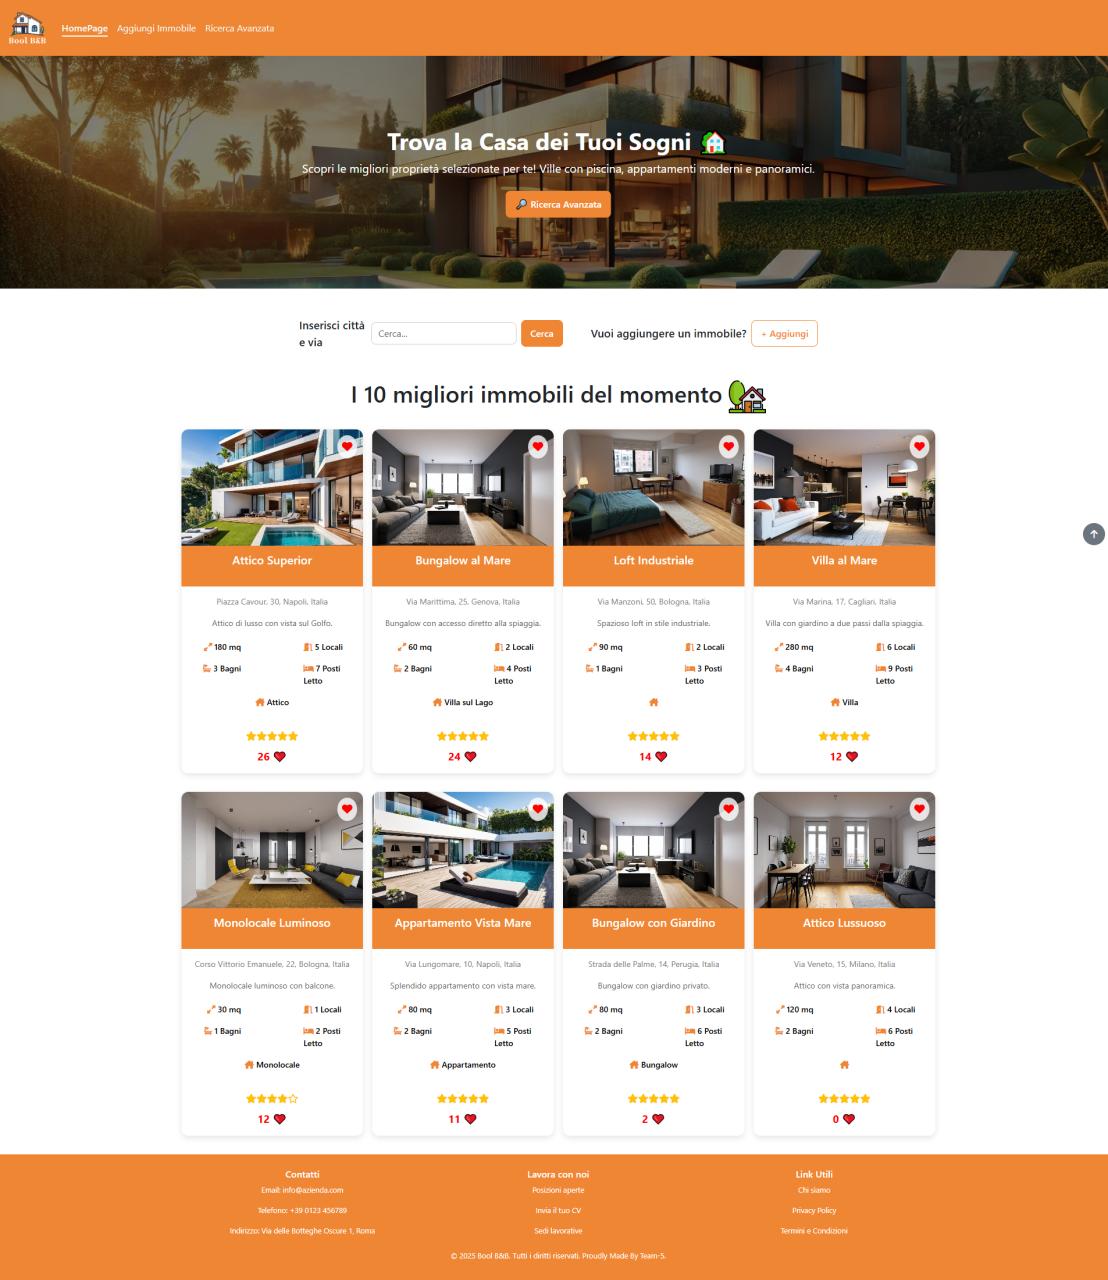 Bool B&B
HomePage Aggiungi Immobile Ricerca Avanzata
Trova la Casa dei Tuoi Sogni
Scopri le migliori proprietà selezionate per te! Ville con piscina, appartamenti moderni e panoramici.
Ricerca Avanzata
Inserisci città
e via
Cerca...
Cerca
Vuoi aggiungere un immobile?
+ Aggiungi
I 10 migliori immobili del momento
Attico Superior
Piazza Cavour, 30, Napoli, Italia
Attico di lusso con vista sul Golfo.
180 mq
5 Locali
3 Bagni
7 Posti
Letto
Attico
26
Bungalow al Mare
Via Marittima, 25, Genova, Italia
Bungalow con accesso diretto alla spiaggia.
60 mq
2 Locali
2 Bagni
4 Posti
Letto
Villa sul Lago
24
Loft Industriale
Via Manzoni, 50, Bologna, Italia
Spazioso loft in stile industriale.
90 mq
2 Locali
1 Bagni
3 Posti
Letto
14
Villa al Mare
Via Marina, 17, Cagliari, Italia
Villa con giardino a due passi dalla spiaggia.
280 mq
6 Locali
4 Bagni
9 Posti
Letto
Villa
12
Monolocale Luminoso
Corso Vittorio Emanuele, 22, Bologna, Italia
Monolocale luminoso con balcone.
30 mq
1 Locali
1 Bagni
2 Posti
Letto
Monolocale
12
Appartamento Vista Mare
Via Lungomare, 10, Napoli, Italia
Splendido appartamento con vista mare.
80 mq
3 Locali
2 Bagni
5 Posti
Letto
Appartamento
11
Bungalow con Giardino
Strada delle Palme, 14, Perugia, Italia
Bungalow con giardino privato.
80 mq
3 Locali
2 Bagni
6 Posti
Letto
Bungalow
2
Attico Lussuoso
Via Veneto, 15, Milano, Italia
Attico con vista panoramica.
120 mq
4 Locali
2 Bagni
6 Posti
Letto
0
Contatti
Email: info@azienda.com
Telefono: +39 0123 456789
Indirizzo: Via delle Botteghe Oscure 1, Roma
Lavora con noi
Posizioni aperte
Invia il tuo CV
Sedi lavorative
Link Utili
Chi siamo
Privacy Policy
Termini e Condizioni
© 2025 Bool B&B. Tutti i diritti riservati. Proudly Made By Team-5.